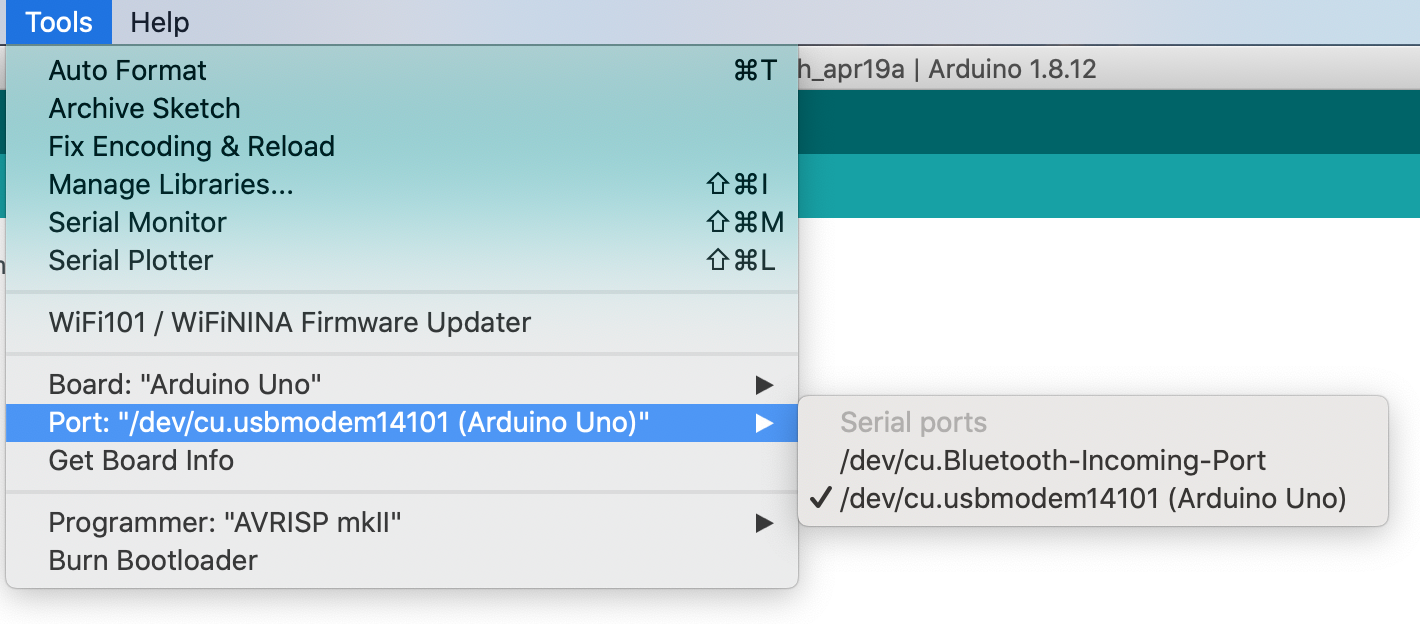 Tools Help
h_apr19a | Arduino 1.8.12
Auto Format ⌘T
Archive Sketch
Fix Encoding & Reload
Manage Libraries... ⇧⌘I
Serial Monitor ⇧⌘M
Serial Plotter ⇧⌘L
WiFi101 / WiFiNINA Firmware Updater
Board: "Arduino Uno" ▶
Port: "/dev/cu.usbmodem14101 (Arduino Uno)" ▶
Get Board Info
Programmer: "AVRISP mkII" ▶
Burn Bootloader
Serial ports
/dev/cu.Bluetooth-Incoming-Port
✓ /dev/cu.usbmodem14101 (Arduino Uno)